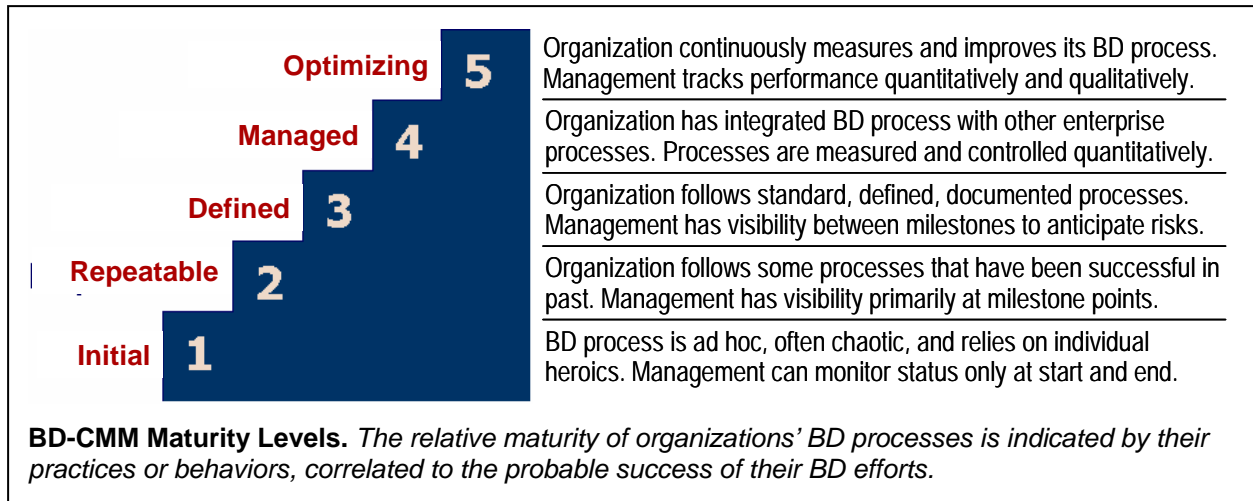 Optimizing 5
Organization continuously measures and improves its BD process.
Management tracks performance quantitatively and qualitatively.
Managed 4
Organization has integrated BD process with other enterprise
processes. Processes are measured and controlled quantitatively.
Defined 3
Organization follows standard, defined, documented processes.
Management has visibility between milestones to anticipate risks.
Repeatable 2
Organization follows some processes that have been successful in
past. Management has visibility primarily at milestone points.
Initial 1
BD process is ad hoc, often chaotic, and relies on individual
heroics. Management can monitor status only at start and end.
BD-CMM Maturity Levels. The relative maturity of organizations’ BD processes is indicated by their
practices or behaviors, correlated to the probable success of their BD efforts.